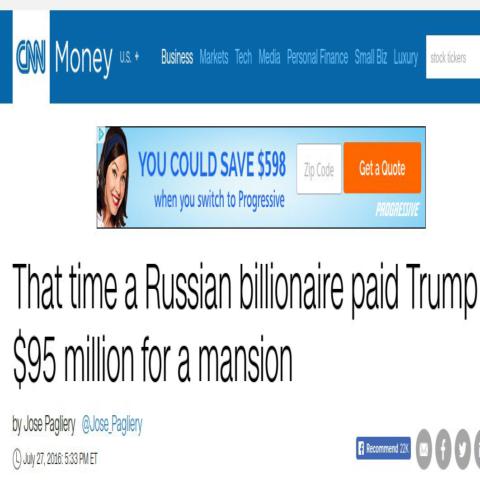 CNN Money U.S. + Business Markets Tech Media Personal Finance Small Biz Luxury stock tickers
YOU COULD SAVE $598
when you switch to Progressive
Zip Code
Get a Quote
PROGRESSIVE
That time a Russian billionaire paid Trump
$95 million for a mansion
by Jose Pagliery @Jose_Pagliery
July 27, 2016: 5:33 PM ET
Recommend 22K